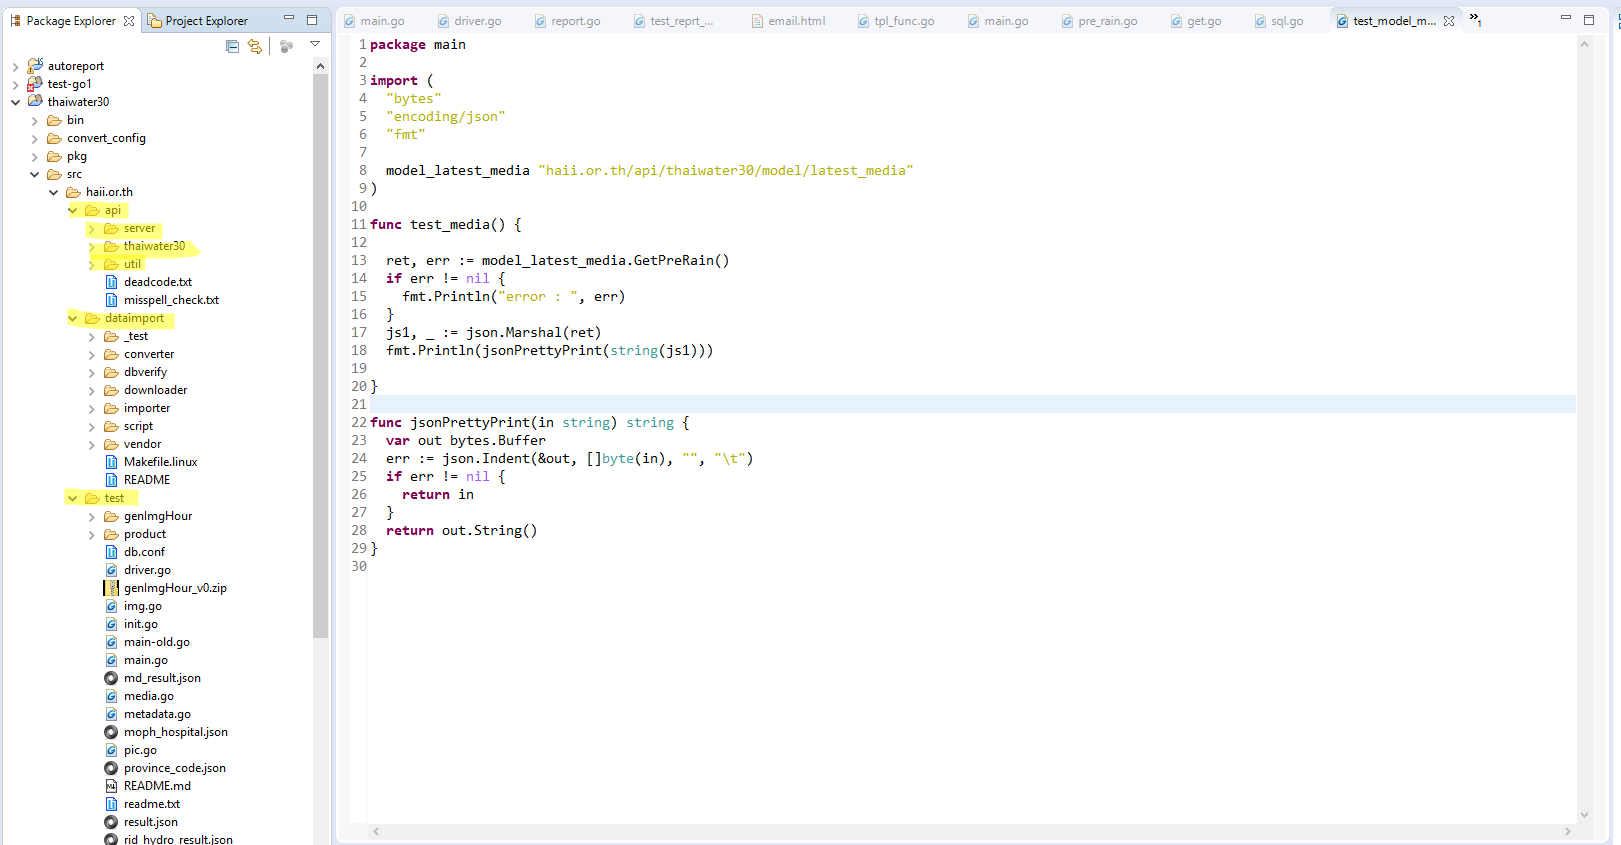 Package Explorer
Project Explorer
autoreport
test-go1
thaiwater30
bin
convert_config
pkg
src
haii.or.th
api
server
thaiwater30
util
deadcode.txt
misspell_check.txt
dataimport
_test
converter
dbverify
downloader
importer
script
vendor
Makefile.linux
README
test
genImgHour
product
db.conf
driver.go
genImgHour_v0.zip
img.go
init.go
main-old.go
main.go
md_result.json
media.go
metadata.go
moph_hospital.json
pic.go
province_code.json
README.md
readme.txt
result.json
rid_hydro_result.json
main.go driver.go report.go test_reprt_... email.html tpl_func.go main.go pre_rain.go get.go sql.go test_model_m... »1
1 package main
2
3 import (
4 "bytes"
5 "encoding/json"
6 "fmt"
7
8 model_latest_media "haii.or.th/api/thaiwater30/model/latest_media"
9 )
10
11 func test_media() {
12
13 ret, err := model_latest_media.GetPreRain()
14 if err != nil {
15 fmt.Println("error : ", err)
16 }
17 js1, _ := json.Marshal(ret)
18 fmt.Println(jsonPrettyPrint(string(js1)))
19
20 }
21
22 func jsonPrettyPrint(in string) string {
23 var out bytes.Buffer
24 err := json.Indent(&out, []byte(in), "", "\t")
25 if err != nil {
26 return in
27 }
28 return out.String()
29 }
30